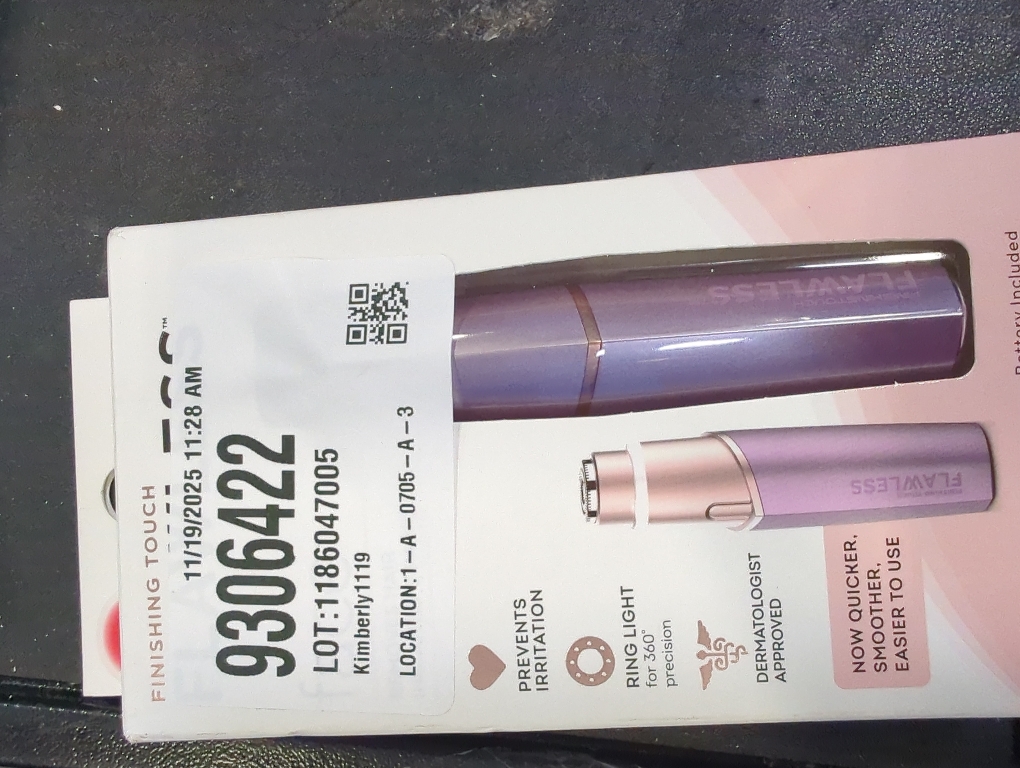 FINISHING TOUCH
™
11/19/2025 11:28 AM
9306422
LOT:1186047005
Kimberly1119
LOCATION:1-A-0705-A-3
PREVENTS
IRRITATION
RING LIGHT
for 360°
precision
DERMATOLOGIST
APPROVED
NOW QUICKER,
SMOOTHER,
EASIER TO USE
FLAWLESS
FLAWLESS
Battery Included